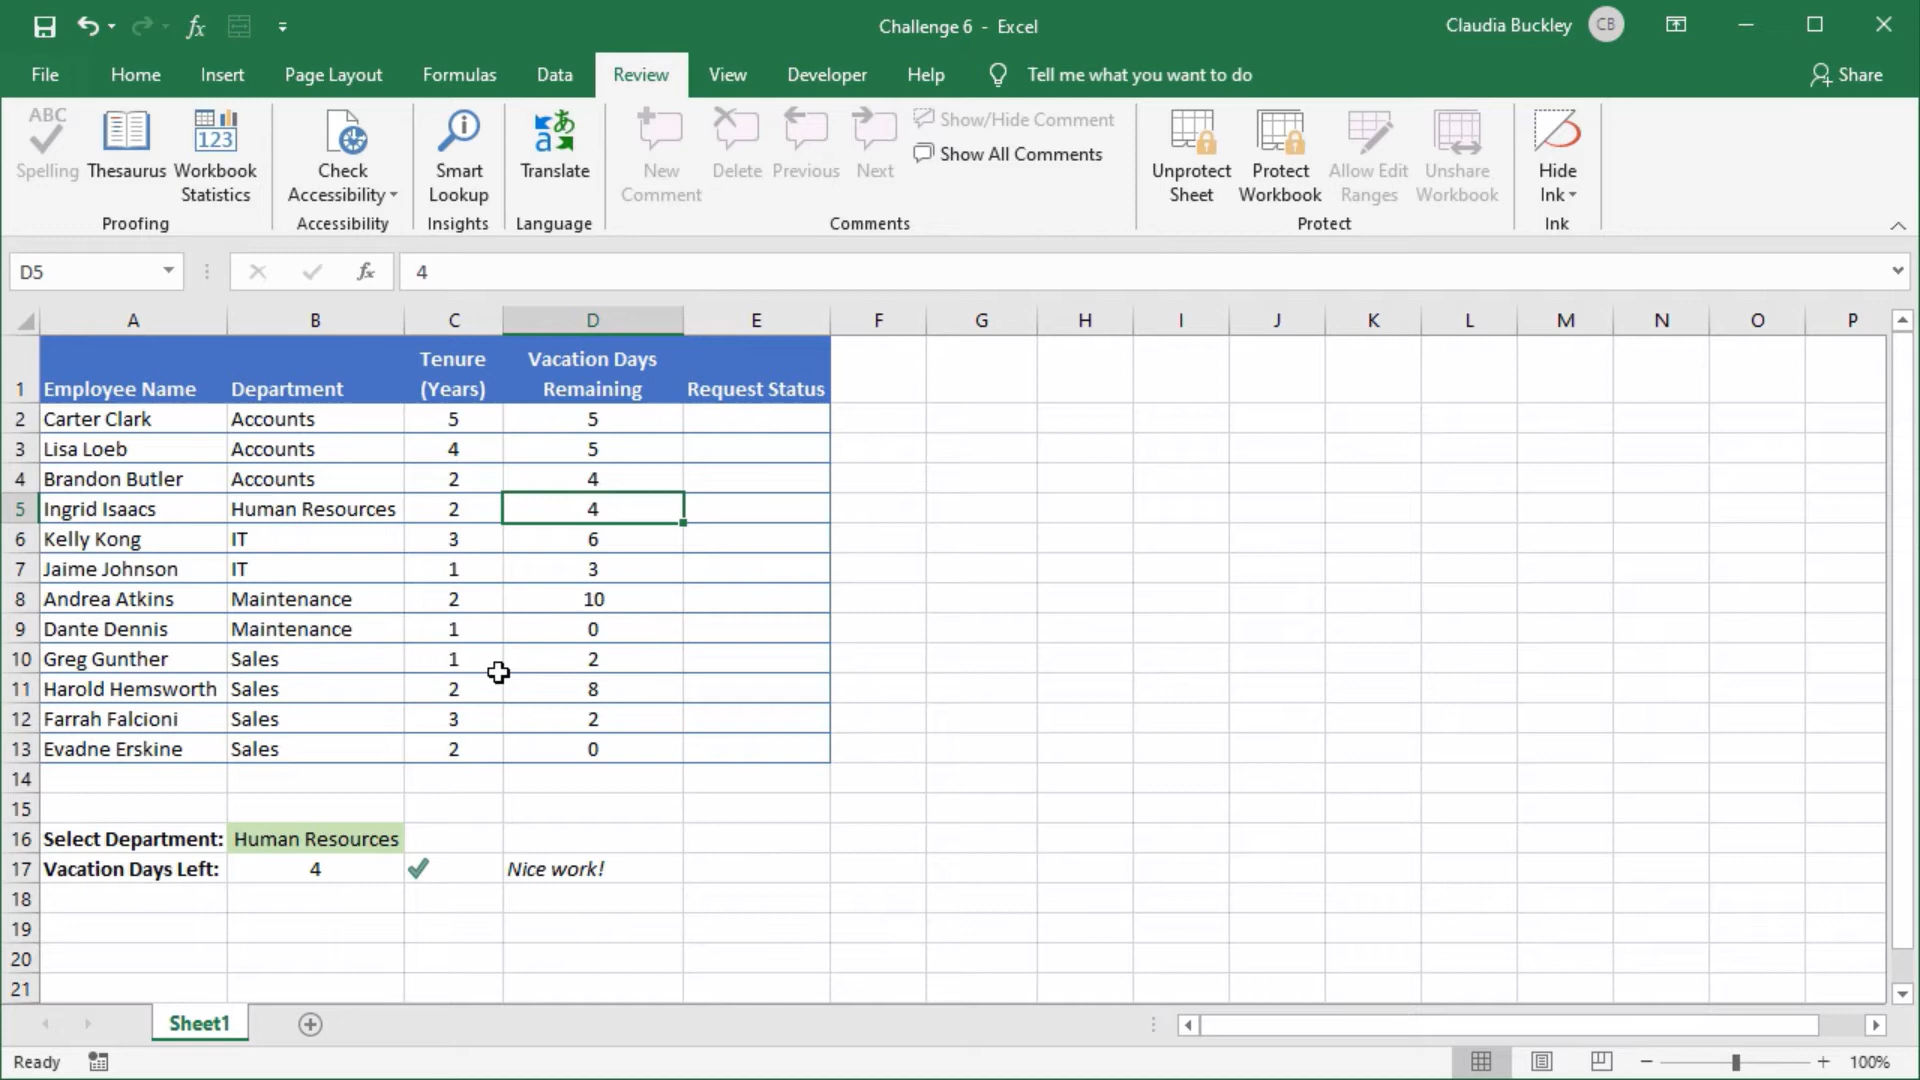 Challenge 6 - Excel
Claudia Buckley
CB
File Home Insert Page Layout Formulas Data Review View Developer Help Tell me what you want to do Share
ABC
Spelling
Thesaurus
123
Workbook
Statistics
Proofing
Check
Accessibility
Accessibility
Smart
Lookup
Insights
Translate
Language
New
Comment
Delete
Previous
Next
Show/Hide Comment
Show All Comments
Comments
Unprotect
Sheet
Protect
Workbook
Allow Edit
Ranges
Unshare
Workbook
Protect
Hide
Ink
Ink
D5 fx 4
A B C D E F G H I J K L M N O P
1 Employee Name Department Tenure (Years) Vacation Days Remaining Request Status
2 Carter Clark Accounts 5 5
3 Lisa Loeb Accounts 4 5
4 Brandon Butler Accounts 2 4
5 Ingrid Isaacs Human Resources 2 4
6 Kelly Kong IT 3 6
7 Jaime Johnson IT 1 3
8 Andrea Atkins Maintenance 2 10
9 Dante Dennis Maintenance 1 0
10 Greg Gunther Sales 1 2
11 Harold Hemsworth Sales 2 8
12 Farrah Falcioni Sales 3 2
13 Evadne Erskine Sales 2 0
14
15
16 Select Department: Human Resources
17 Vacation Days Left: 4 Nice work!
18
19
20
21
Sheet1
Ready
100%